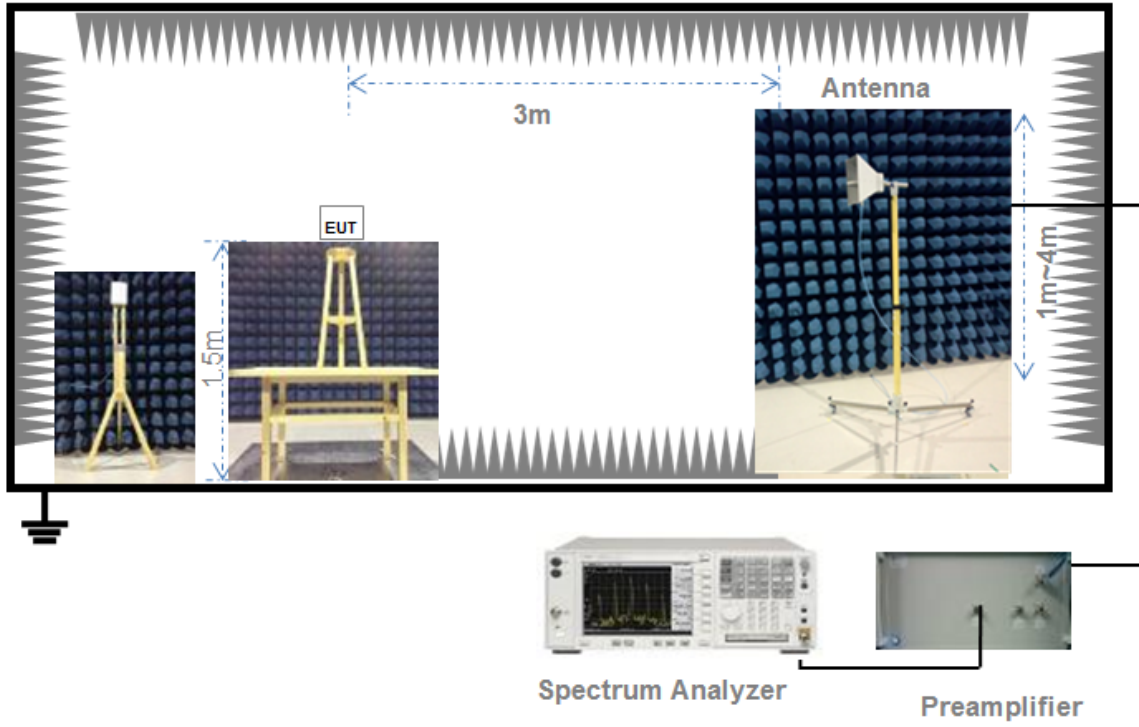 Antenna
3m
EUT
1.5m
1m~4m
Spectrum Analyzer
Preamplifier